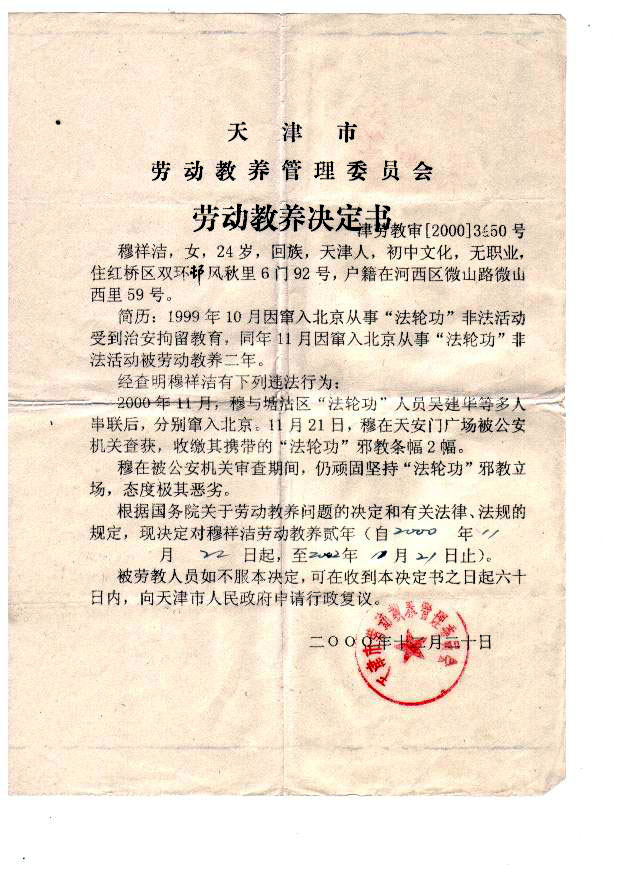 天津市
劳动教养管理委员会
劳动教养决定书
津劳教审[2000]3450号
穆祥洁，女，24岁，回族，天津人，初中文化，无职业，
住红桥区双环邨风秋里6门92号，户籍在河西区微山路微山
西里59号。
简历：1999年10月因窜入北京从事“法轮功”非法活动
受到治安拘留教育，同年11月因窜入北京从事“法轮功”非
法活动被劳动教养二年。
经查明穆祥洁有下列违法行为：
2000年11月，穆与塘沽区“法轮功”人员吴建华等多人
串联后，分别窜入北京。11月21日，穆在天安门广场被公安
机关查获，收缴其携带的“法轮功”邪教条幅2幅。
穆在被公安机关审查期间，仍顽固坚持“法轮功”邪教立
场，态度极其恶劣。
根据国务院关于劳动教养问题的决定和有关法律、法规的
规定，现决定对穆祥洁劳动教养贰年（自2000 年 11
月 22 日起，至2002年 月21日止）。
被劳教人员如不服本决定，可在收到本决定书之日起六十
日内，向天津市人民政府申请行政复议。
二〇〇〇年十二月二十日
天津市劳动教养管理委员会